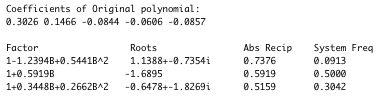 Coefficients of Original polynomial:
0.3026 0.1466 -0.0844 -0.0606 -0.0857
Factor Roots Abs Recip System Freq
1-1.2394B+0.5441B^2 1.1388+-0.7354i 0.7376 0.0913
1+0.5919B -1.6895 0.5919 0.5000
1+0.3448B+0.2662B^2 -0.6478+-1.8269i 0.5159 0.3042